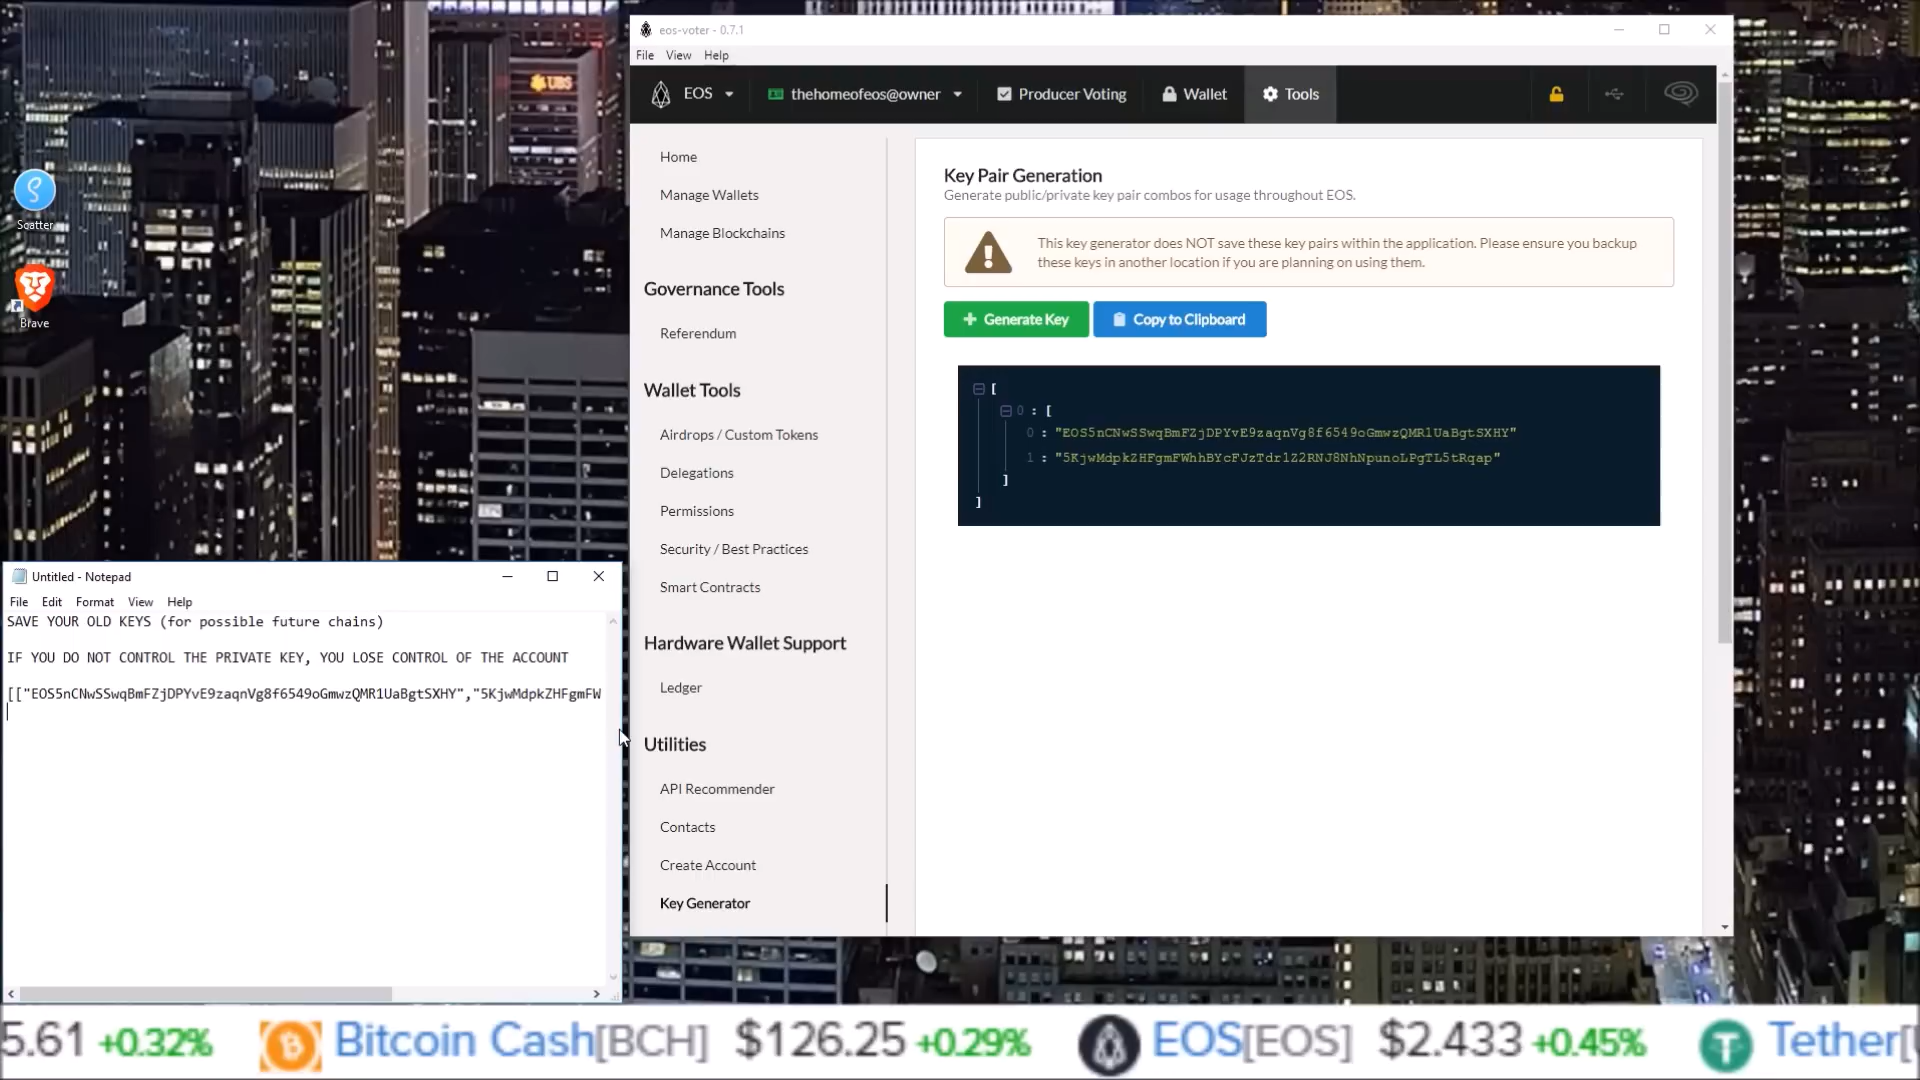 UBS
Scatter
Brave
eos-voter - 0.7.1
File View Help
EOS
thehomeofeos@owner
Producer Voting
Wallet
Tools
Home
Manage Wallets
Manage Blockchains
Governance Tools
Referendum
Wallet Tools
Airdrops / Custom Tokens
Delegations
Permissions
Security / Best Practices
Smart Contracts
Hardware Wallet Support
Ledger
Utilities
API Recommender
Contacts
Create Account
Key Generator
Key Pair Generation
Generate public/private key pair combos for usage throughout EOS.
This key generator does NOT save these key pairs within the application. Please ensure you backup
these keys in another location if you are planning on using them.
Generate Key
Copy to Clipboard
[
0 : [
0 : "EOS5nCNwSSwqBmFZjDPYvE9zaqnVg8f6549oGmwzQMR1UaBgtSXHY"
1 : "5KjwMdpkZHFgmFWhhBYcFJzTdr1Z2RNJ8NhNpunoLPgTL5tRqap"
]
]
Untitled - Notepad
File Edit Format View Help
SAVE YOUR OLD KEYS (for possible future chains)
IF YOU DO NOT CONTROL THE PRIVATE KEY, YOU LOSE CONTROL OF THE ACCOUNT
[["EOS5nCNwSSwqBmFZjDPYvE9zaqnVg8f6549oGmwzQMR1UaBgtSXHY","5KjwMdpkZHFgmFW
5.61 +0.32% Bitcoin Cash[BCH] $126.25 +0.29% EOS[EOS] $2.433 +0.45% Tether[